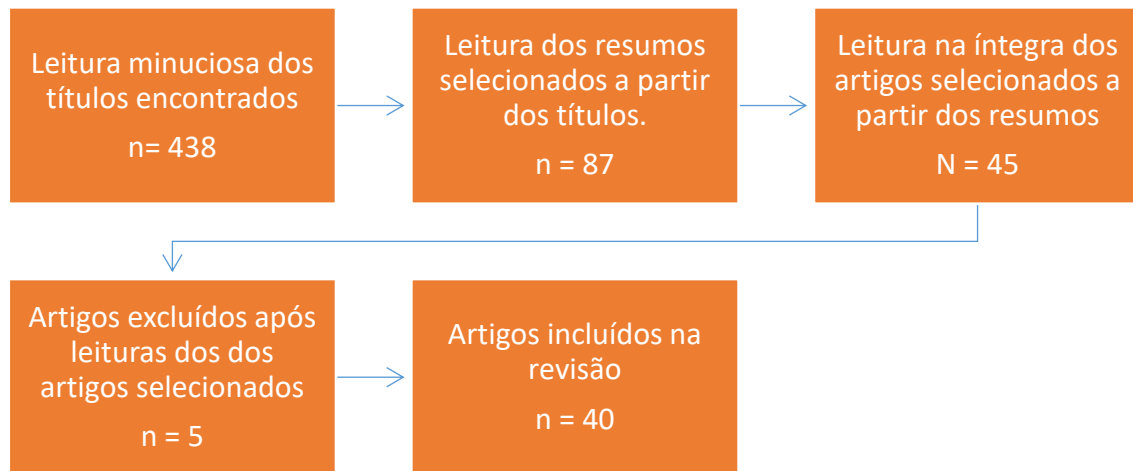 Leitura minuciosa dos
títulos encontrados
n= 438
Leitura dos resumos
selecionados a partir
dos títulos.
n = 87
Leitura na íntegra dos
artigos selecionados a
partir dos resumos
N = 45
Artigos excluídos após
leituras dos dos
artigos selecionados
n = 5
Artigos incluídos na
revisão
n = 40